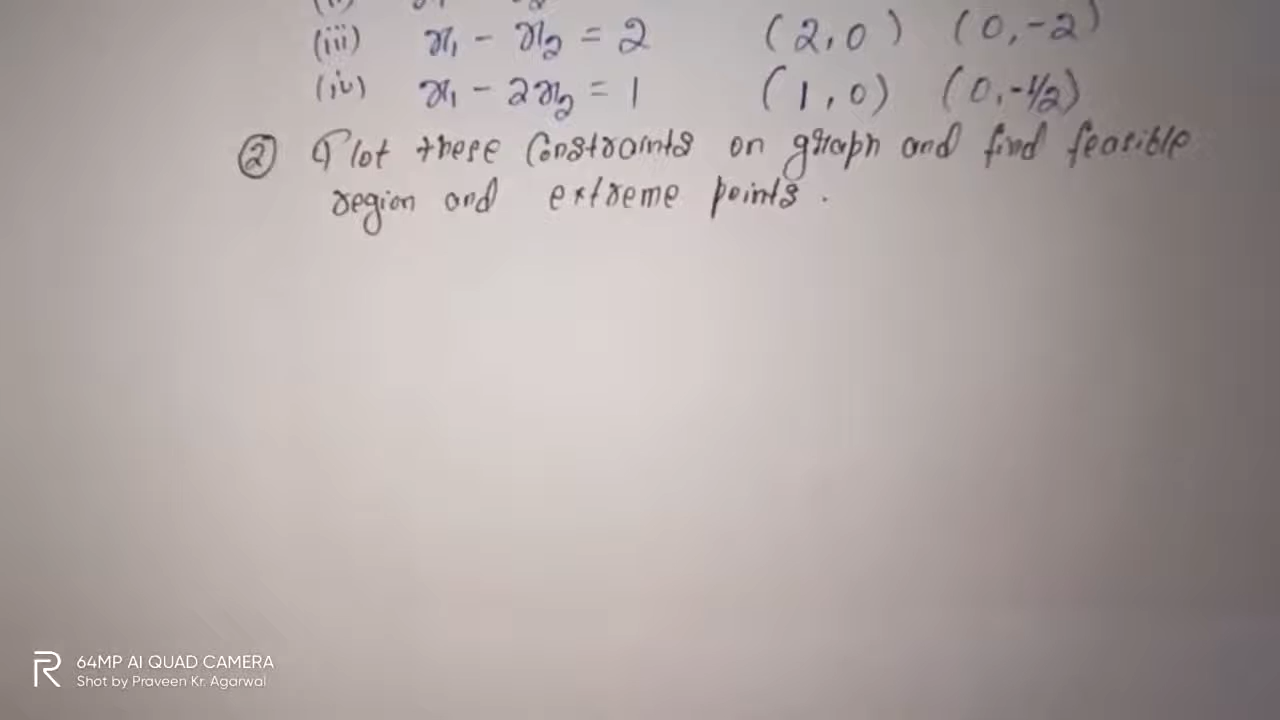 (iii) x₁ - x₂ = 2 (2,0) (0,-2)
(iv) x₁ - 2x₂ = 1 (1,0) (0,-1/2)
② Plot these Constraints on graph and find feasible
region and extreme points.
64MP AI QUAD CAMERA
Shot by Praveen Kr. Agarwal